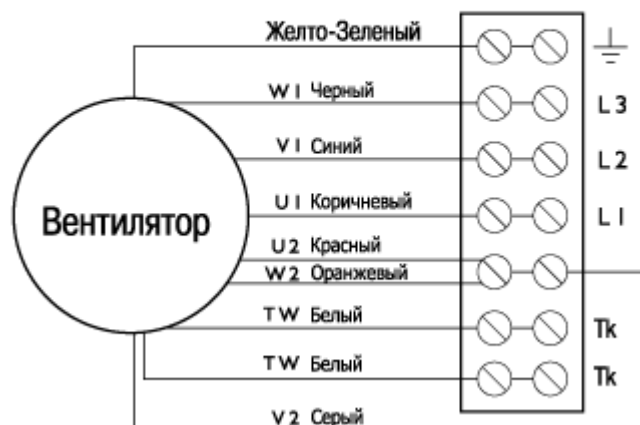 Желто-Зеленый
W1 Черный L3
V1 Синий L2
U1 Коричневый L1
Вентилятор
U2 Красный
W2 Оранжевый
TW Белый Tk
TW Белый Tk
V2 Серый